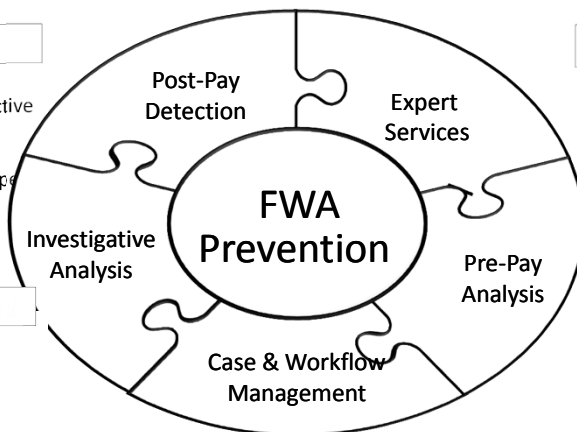 Post-Pay
Detection
Expert
Services
FWA
Prevention
Investigative
Analysis
Pre-Pay
Analysis
Case & Workflow
Management